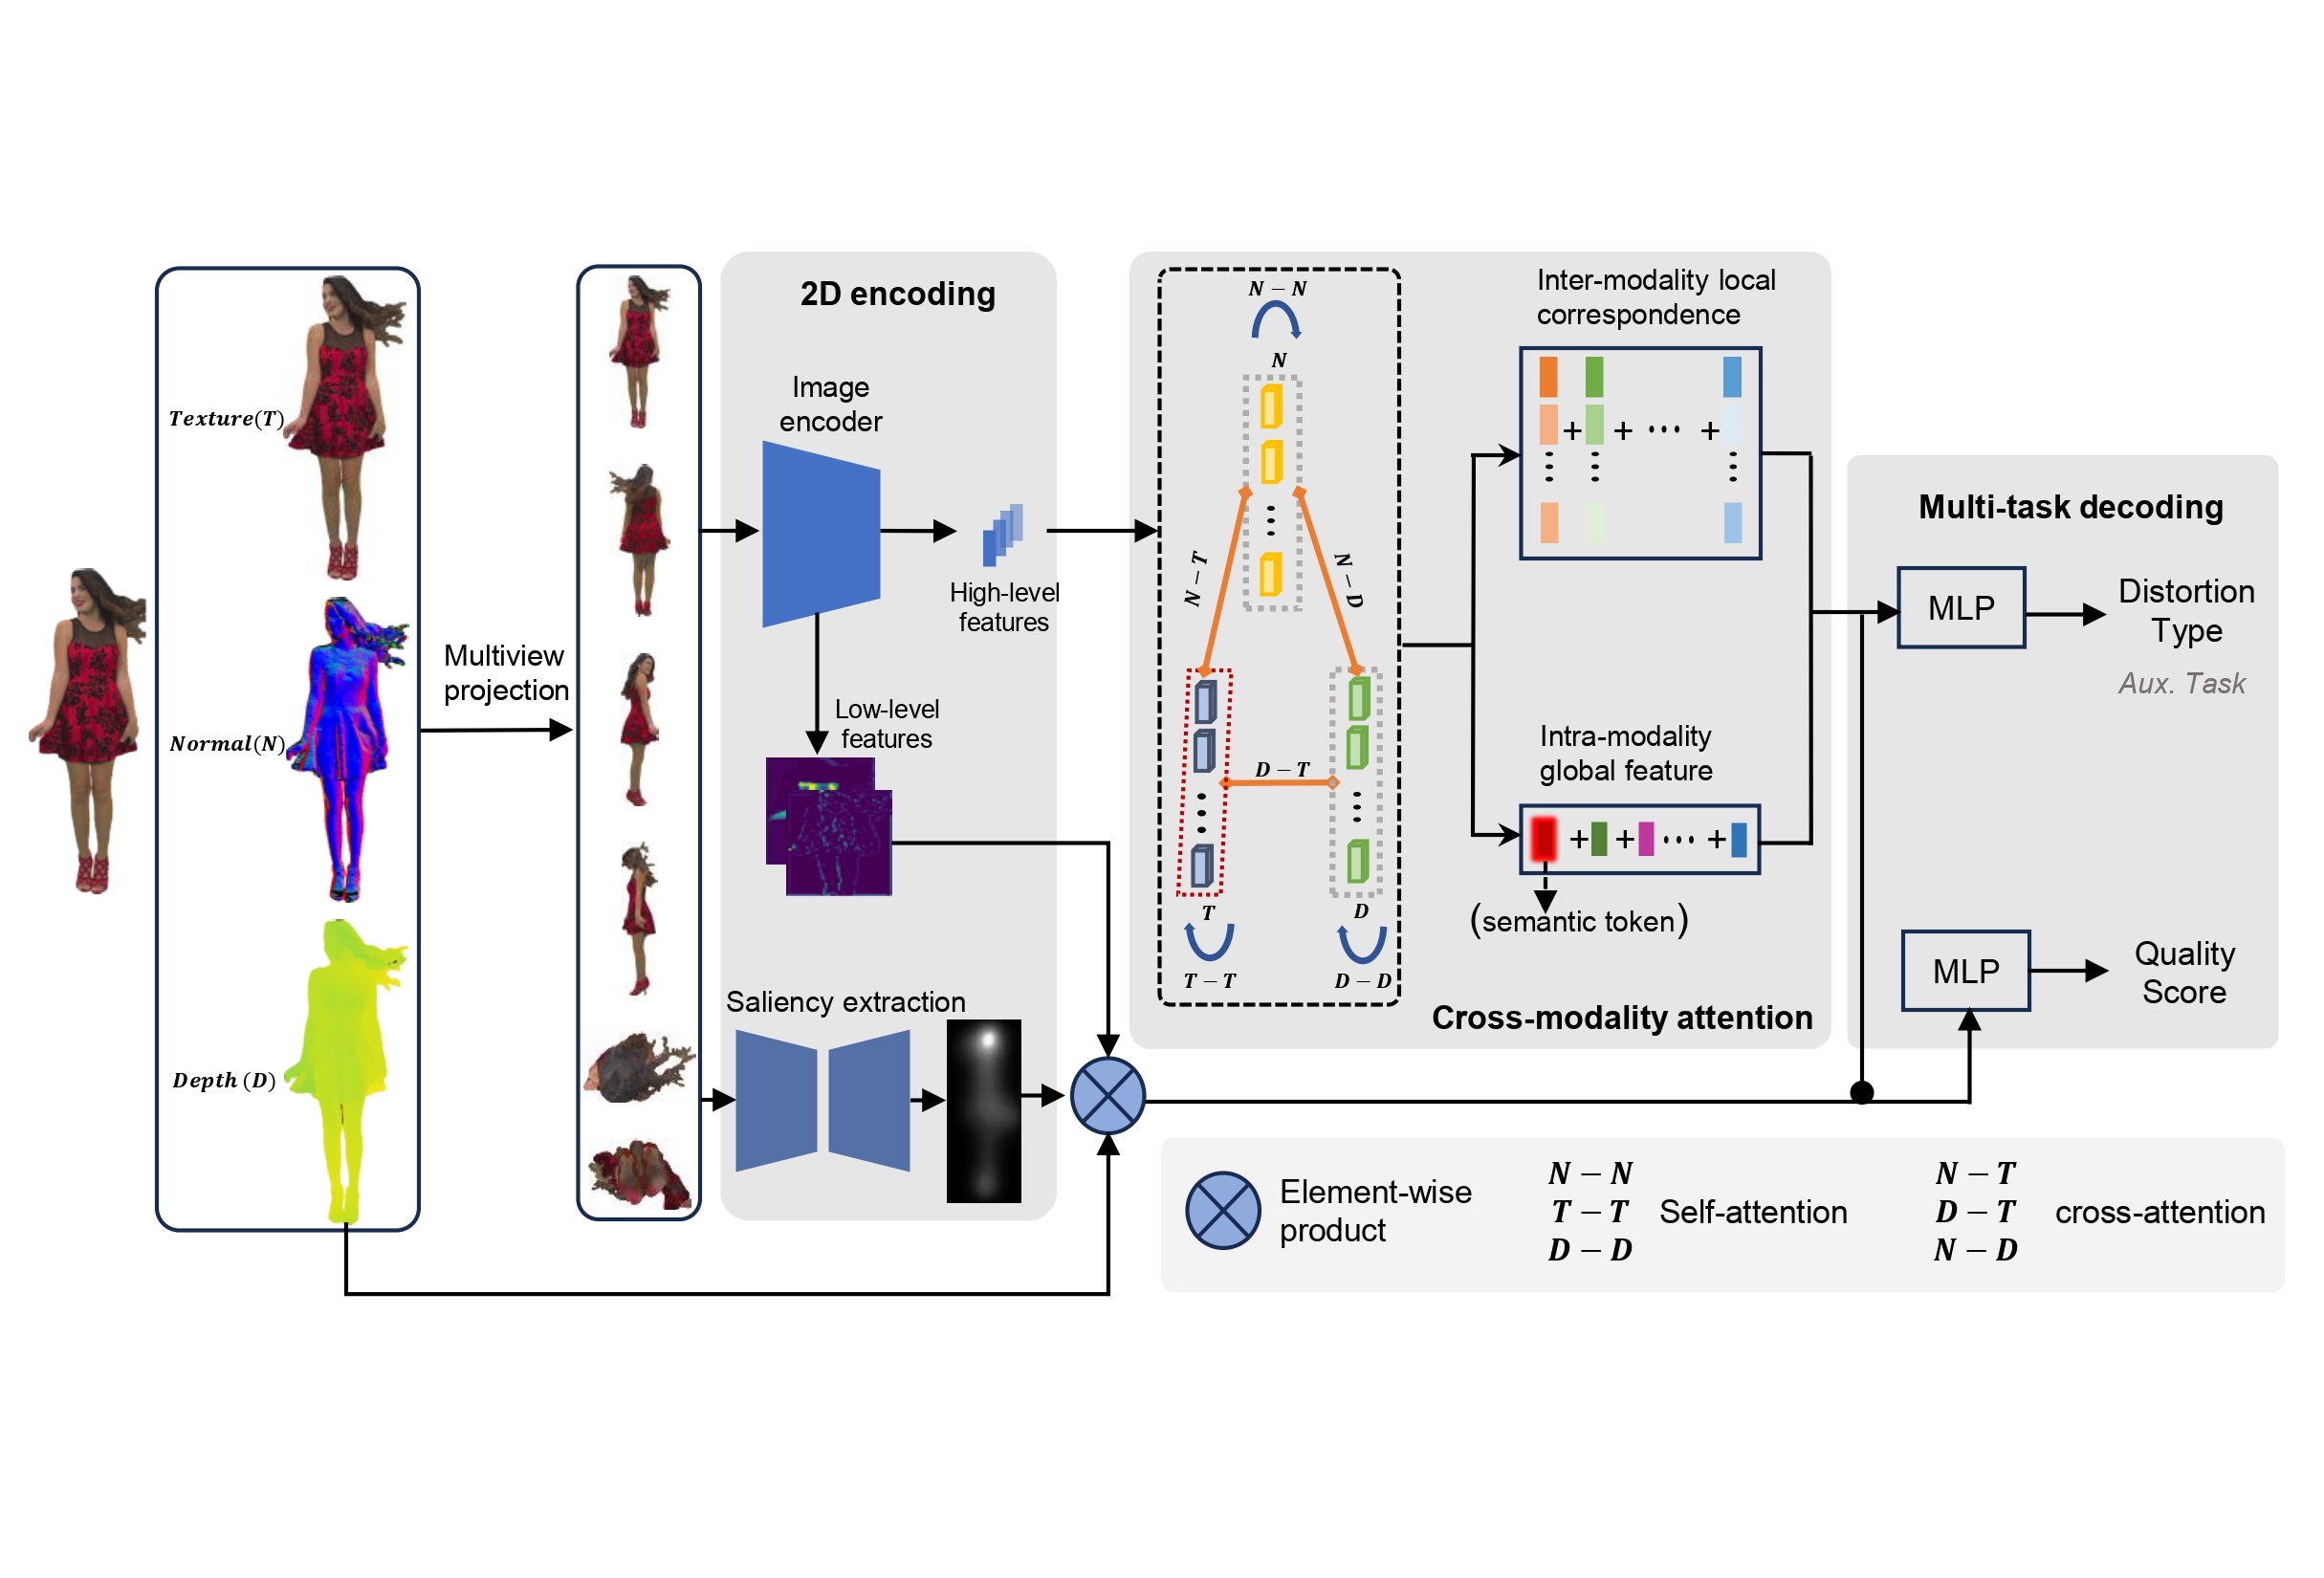 Texture(T)
Normal(N)
Depth (D)
Multiview
projection
2D encoding
Image
encoder
High-level
features
Low-level
features
Saliency extraction
N – N
N
N – T
N – D
D – T
T
D
T – T
D – D
Inter-modality local
correspondence
+ + ··· +
Intra-modality
global feature
+ + ··· +
(semantic token)
Cross-modality attention
Multi-task decoding
MLP
Distortion
Type
Aux. Task
MLP
Quality
Score
Element-wise
product
N – N
T – T
D – D
Self-attention
N – T
D – T
N – D
cross-attention